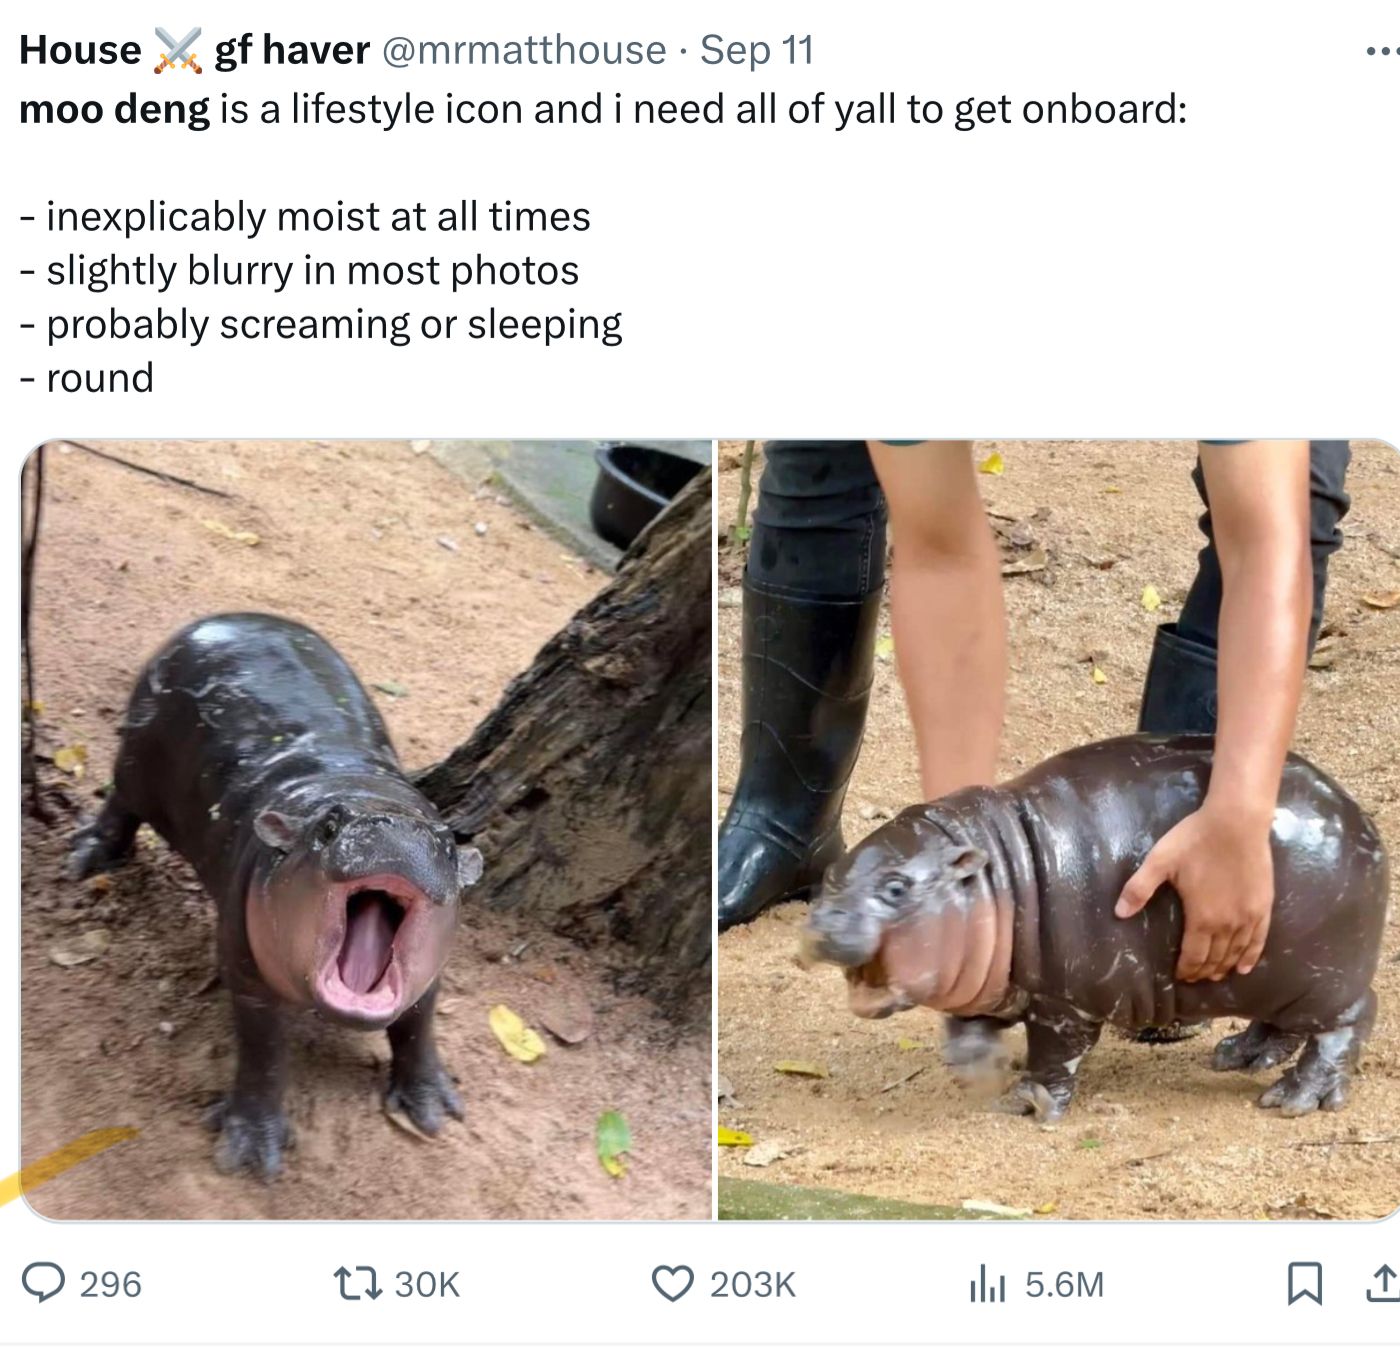 House ⚔️ gf haver @mrmatthouse · Sep 11
moo deng is a lifestyle icon and i need all of yall to get onboard:
- inexplicably moist at all times
- slightly blurry in most photos
- probably screaming or sleeping
- round
296 30K 203K 5.6M